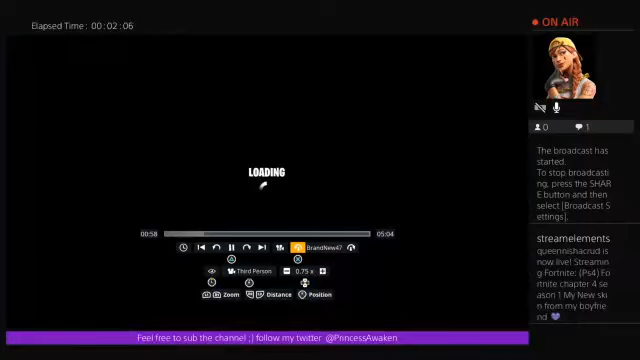 Elapsed Time : 00 : 02 : 06
ON AIR
0
1
The broadcast has
started.
To stop broadcasti
ng, press the SHAR
E button and then
select [Broadcast S
ettings].
streamelements
queennishacrud is
now live! Streamin
g Fortnite: (Ps4) Fo
rtnite chapter 4 se
ason 1 My New ski
n from my boyfrie
nd 💜
LOADING
00:58
05:04
BrandNew47
Third Person
0.75 x
Zoom
Distance
Position
Feel free to sub the channel ;) follow my twitter @PrncessAwaken